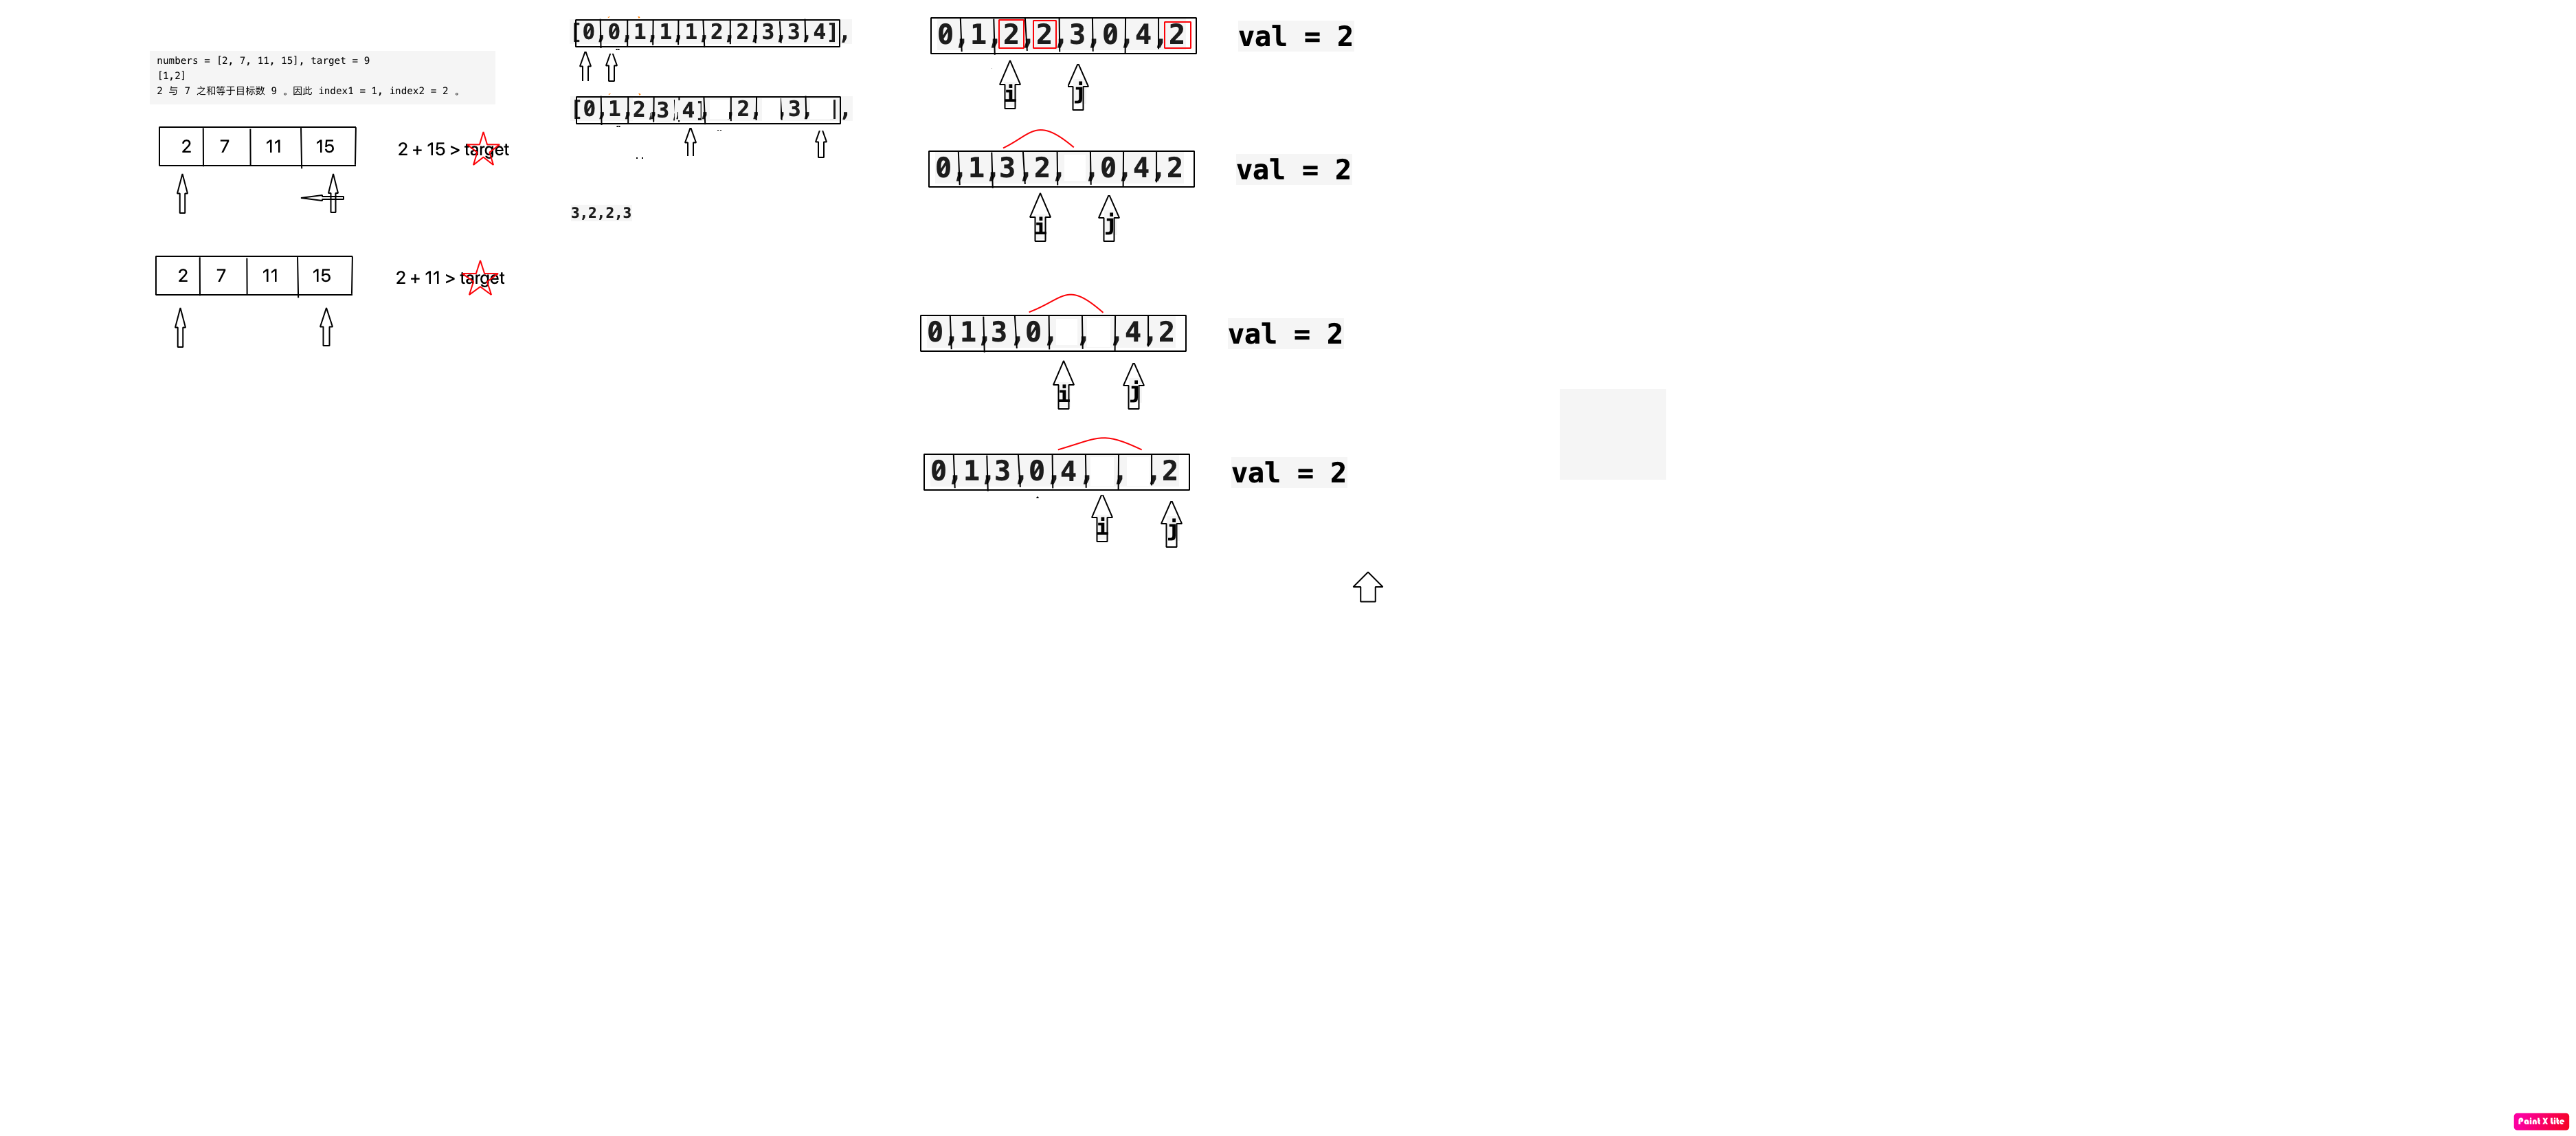 numbers = [2, 7, 11, 15], target = 9
[1,2]
2 与 7 之和等于目标数 9 。因此 index1 = 1, index2 = 2 。
2 7 11 15
2 + 15 > target
2 7 11 15
2 + 11 > target
[0,0,1,1,1,2,2,3,3,4],
[0,1,2,3,4], ,2, ,3, |,
3,2,2,3
0,1,2,2,3,0,4,2
val = 2
i j
0,1,3,2, ,0,4,2
val = 2
i j
0,1,3,0, , ,4,2
val = 2
i j
0,1,3,0,4, , ,2
val = 2
i j
Paint X Lite